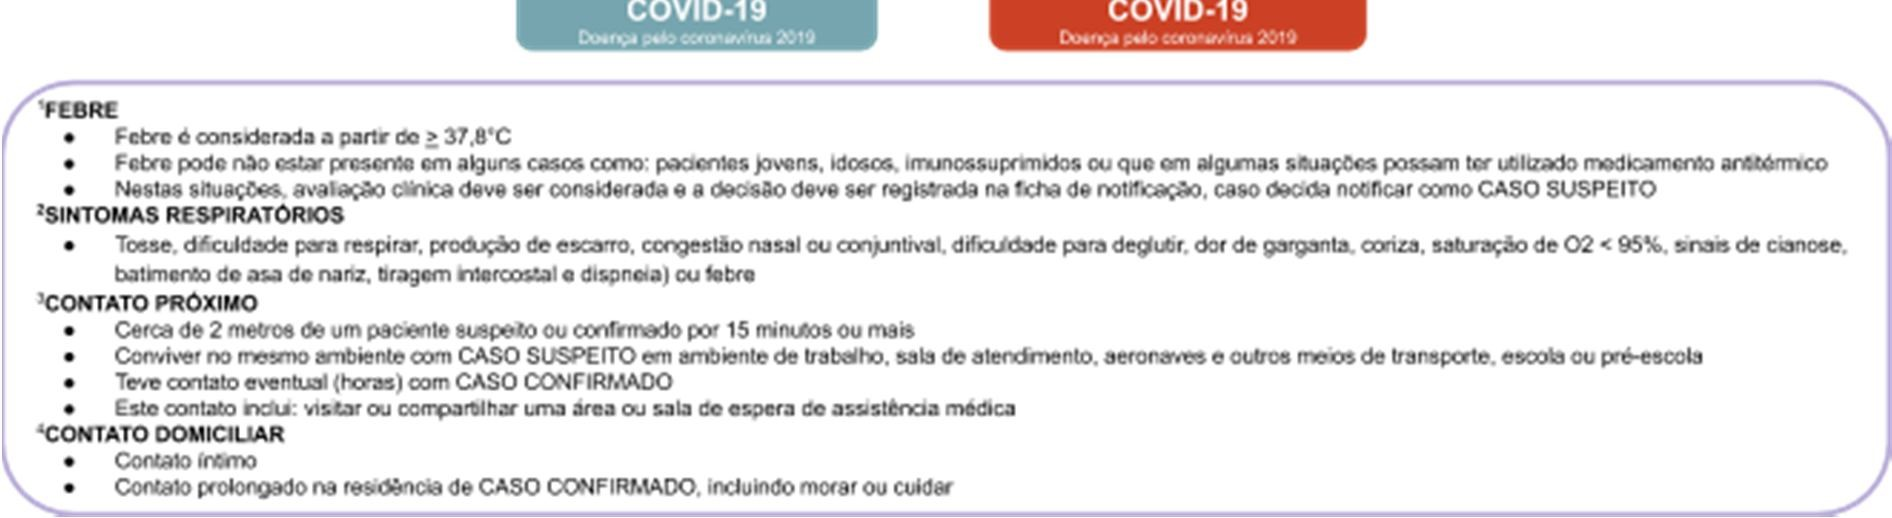 COVID-19
Doença pelo coronavírus 2019
COVID-19
Doença pelo coronavírus 2019
¹FEBRE
● Febre é considerada a partir de ≥ 37,8°C
● Febre pode não estar presente em alguns casos como: pacientes jovens, idosos, imunossuprimidos ou que em algumas situações possam ter utilizado medicamento antitérmico
● Nestas situações, avaliação clínica deve ser considerada e a decisão deve ser registrada na ficha de notificação, caso decida notificar como CASO SUSPEITO
²SINTOMAS RESPIRATÓRIOS
● Tosse, dificuldade para respirar, produção de escarro, congestão nasal ou conjuntival, dificuldade para deglutir, dor de garganta, coriza, saturação de O2 < 95%, sinais de cianose,
batimento de asa de nariz, tiragem intercostal e dispneia) ou febre
³CONTATO PRÓXIMO
● Cerca de 2 metros de um paciente suspeito ou confirmado por 15 minutos ou mais
● Conviver no mesmo ambiente com CASO SUSPEITO em ambiente de trabalho, sala de atendimento, aeronaves e outros meios de transporte, escola ou pré-escola
● Teve contato eventual (horas) com CASO CONFIRMADO
● Este contato inclui: visitar ou compartilhar uma área ou sala de espera de assistência médica
⁴CONTATO DOMICILIAR
● Contato íntimo
● Contato prolongado na residência de CASO CONFIRMADO, incluindo morar ou cuidar